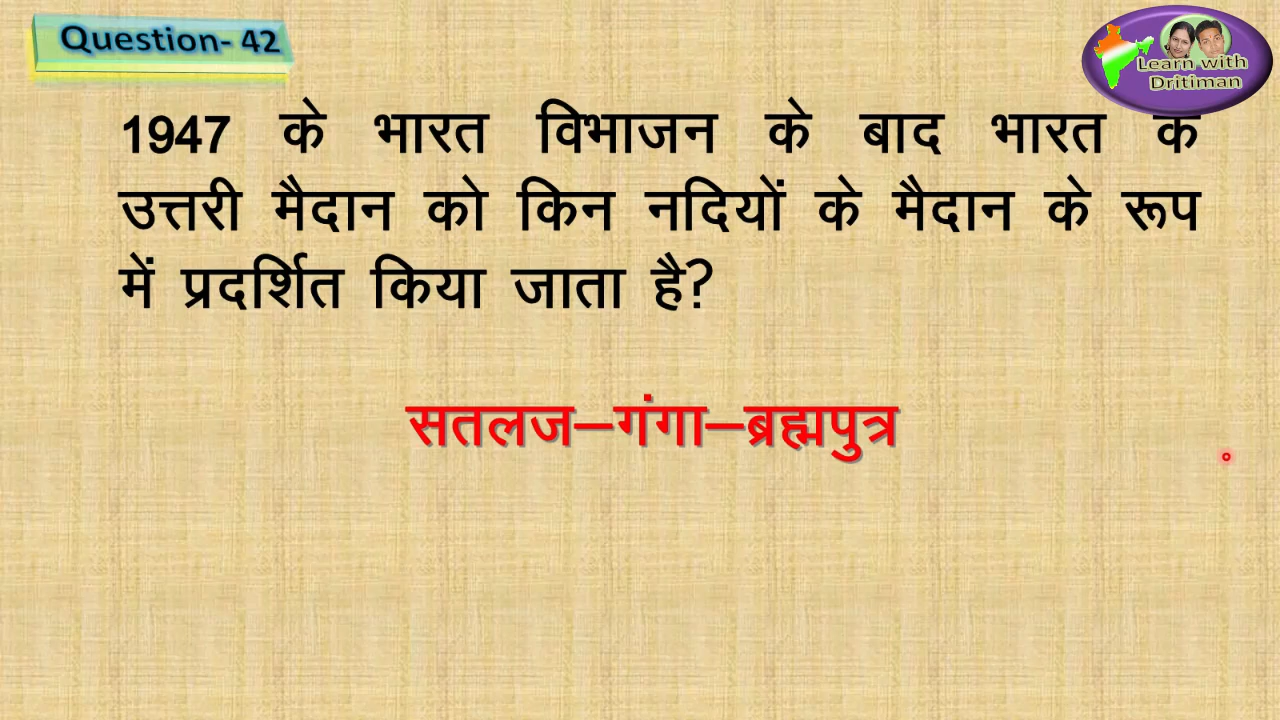 Question- 42
Learn with
Dritiman
1947 के भारत विभाजन के बाद भारत के
उत्तरी मैदान को किन नदियों के मैदान के रूप
में प्रदर्शित किया जाता है?
सतलज–गंगा–ब्रह्मपुत्र